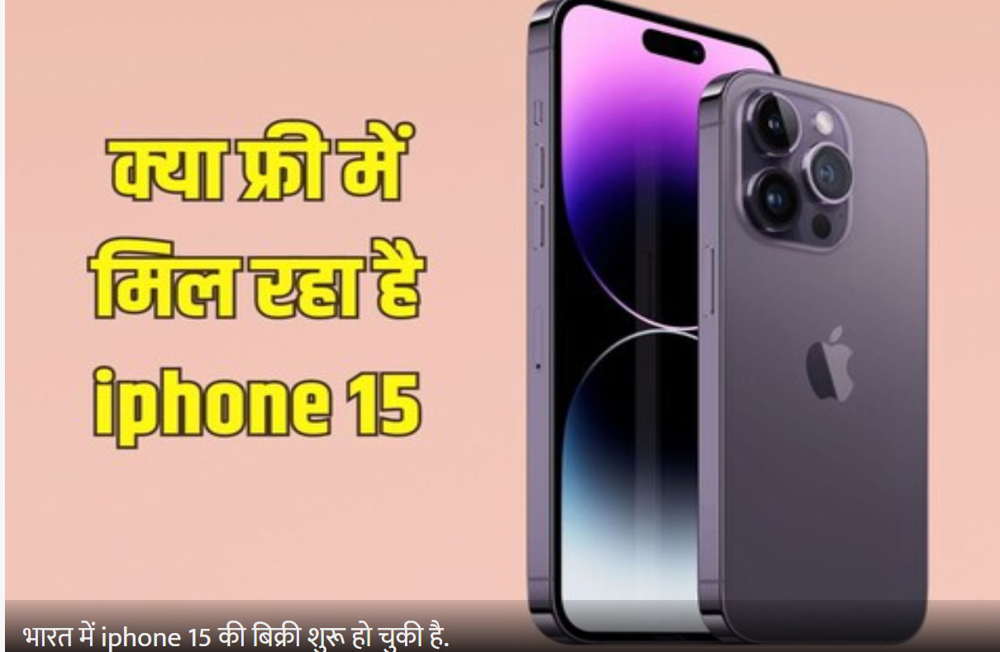 क्या फ्री में
मिल रहा है
iphone 15
भारत में iphone 15 की बिक्री शुरू हो चुकी है.